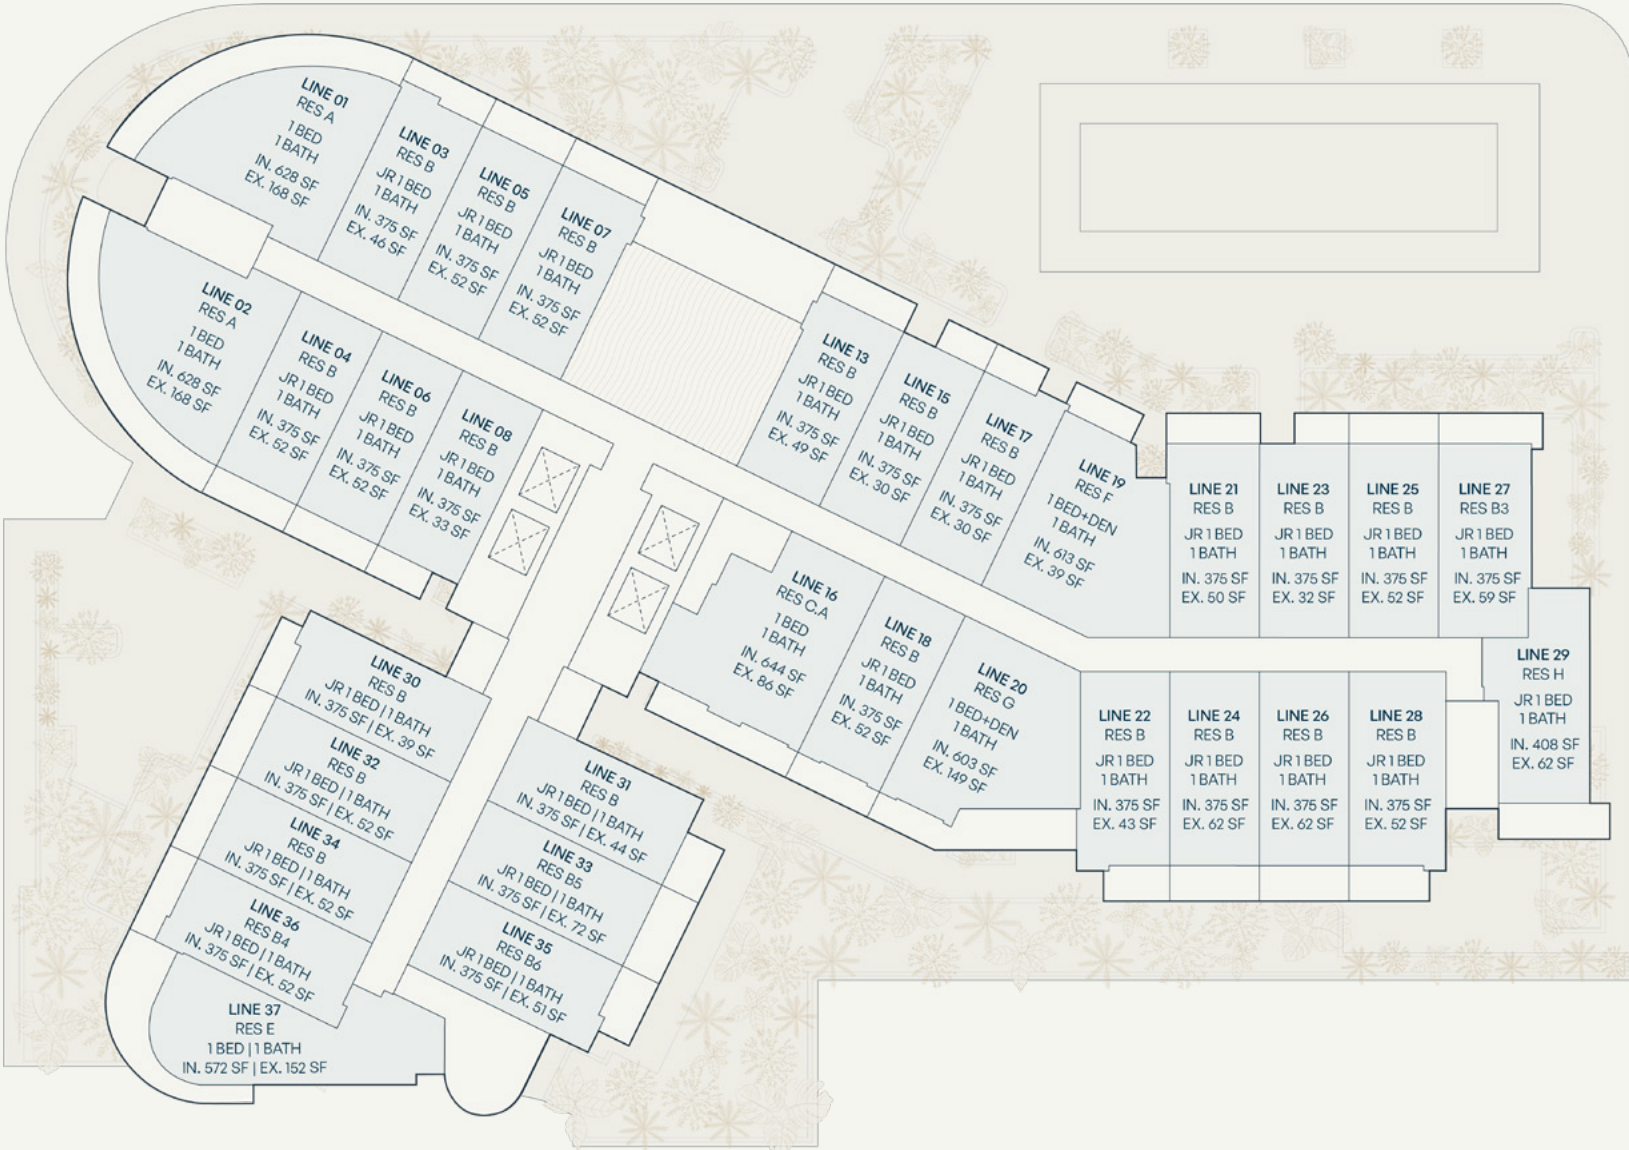 LINE 01
RES A
1 BED
1 BATH
IN. 628 SF
EX. 168 SF
LINE 03
RES B
JR 1 BED
1 BATH
IN. 375 SF
EX. 46 SF
LINE 05
RES B
JR 1 BED
1 BATH
IN. 375 SF
EX. 52 SF
LINE 07
RES B
JR 1 BED
1 BATH
IN. 375 SF
EX. 52 SF
LINE 02
RES A
1 BED
1 BATH
IN. 628 SF
EX. 168 SF
LINE 04
RES B
JR 1 BED
1 BATH
IN. 375 SF
EX. 52 SF
LINE 06
RES B
JR 1 BED
1 BATH
IN. 375 SF
EX. 52 SF
LINE 08
RES B
JR 1 BED
1 BATH
IN. 375 SF
EX. 33 SF
LINE 13
RES B
JR 1 BED
1 BATH
IN. 375 SF
EX. 49 SF
LINE 15
RES B
JR 1 BED
1 BATH
IN. 375 SF
EX. 30 SF
LINE 17
RES B
JR 1 BED
1 BATH
IN. 375 SF
EX. 30 SF
LINE 19
RES F
1 BED+DEN
1 BATH
IN. 613 SF
EX. 39 SF
LINE 21
RES B
JR 1 BED
1 BATH
IN. 375 SF
EX. 50 SF
LINE 23
RES B
JR 1 BED
1 BATH
IN. 375 SF
EX. 32 SF
LINE 25
RES B
JR 1 BED
1 BATH
IN. 375 SF
EX. 52 SF
LINE 27
RES B3
JR 1 BED
1 BATH
IN. 375 SF
EX. 59 SF
LINE 16
RES C.A
1 BED
1 BATH
IN. 644 SF
EX. 86 SF
LINE 18
RES B
JR 1 BED
1 BATH
IN. 375 SF
EX. 52 SF
LINE 20
RES G
1 BED+DEN
1 BATH
IN. 603 SF
EX. 149 SF
LINE 22
RES B
JR 1 BED
1 BATH
IN. 375 SF
EX. 43 SF
LINE 24
RES B
JR 1 BED
1 BATH
IN. 375 SF
EX. 62 SF
LINE 26
RES B
JR 1 BED
1 BATH
IN. 375 SF
EX. 62 SF
LINE 28
RES B
JR 1 BED
1 BATH
IN. 375 SF
EX. 52 SF
LINE 29
RES H
JR 1 BED
1 BATH
IN. 408 SF
EX. 62 SF
LINE 30
RES B
JR 1 BED | 1 BATH
IN. 375 SF | EX. 39 SF
LINE 32
RES B
JR 1 BED | 1 BATH
IN. 375 SF | EX. 52 SF
LINE 34
RES B
JR 1 BED | 1 BATH
IN. 375 SF | EX. 52 SF
LINE 36
RES B4
JR 1 BED | 1 BATH
IN. 375 SF | EX. 52 SF
LINE 31
RES B
JR 1 BED | 1 BATH
IN. 375 SF | EX. 44 SF
LINE 33
RES B5
JR 1 BED | 1 BATH
IN. 375 SF | EX. 72 SF
LINE 35
RES B6
JR 1 BED | 1 BATH
IN. 375 SF | EX. 51 SF
LINE 37
RES E
1 BED | 1 BATH
IN. 572 SF | EX. 152 SF